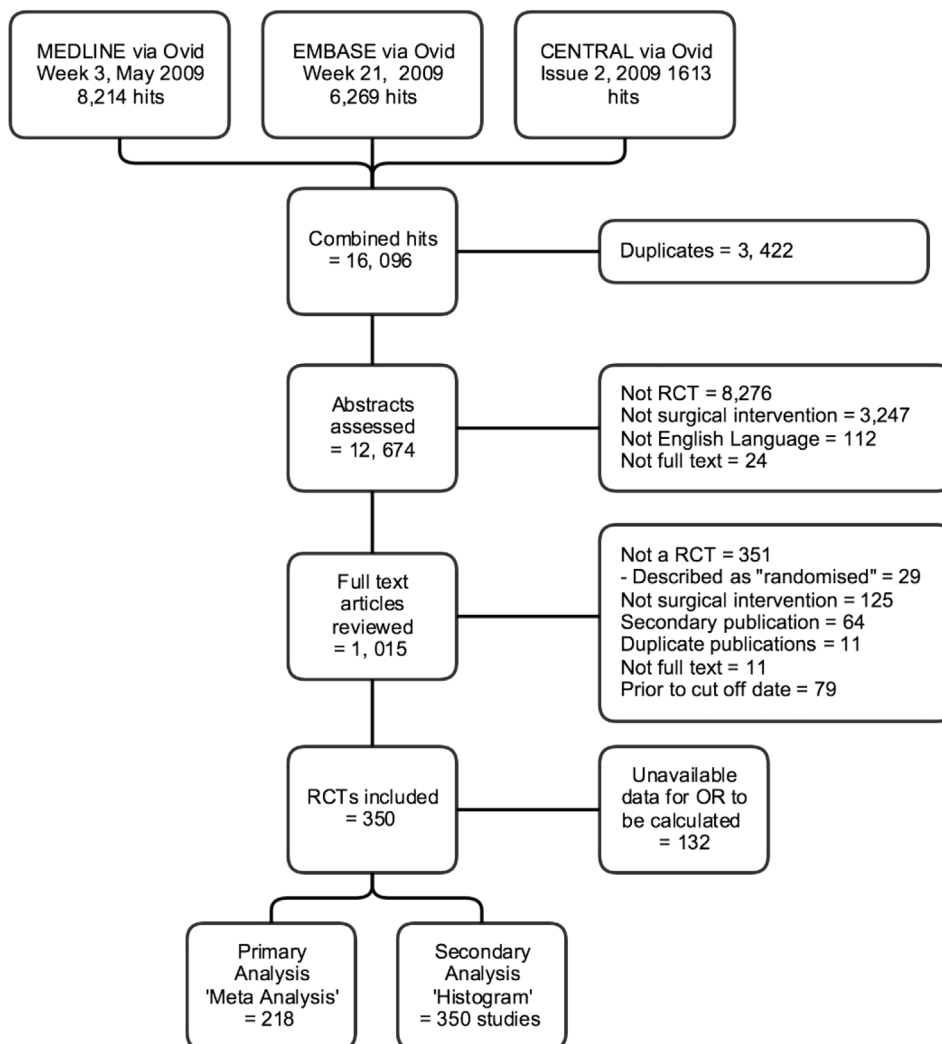 MEDLINE via Ovid
Week 3, May 2009
8,214 hits
EMBASE via Ovid
Week 21, 2009
6,269 hits
CENTRAL via Ovid
Issue 2, 2009 1613
hits
Combined hits
= 16, 096
Duplicates = 3, 422
Abstracts
assessed
= 12, 674
Not RCT = 8,276
Not surgical intervention = 3,247
Not English Language = 112
Not full text = 24
Full text
articles
reviewed
= 1, 015
Not a RCT = 351
- Described as "randomised" = 29
Not surgical intervention = 125
Secondary publication = 64
Duplicate publications = 11
Not full text = 11
Prior to cut off date = 79
RCTs included
= 350
Unavailable
data for OR to
be calculated
= 132
Primary
Analysis
'Meta Analysis'
= 218
Secondary
Analysis
'Histogram'
= 350 studies